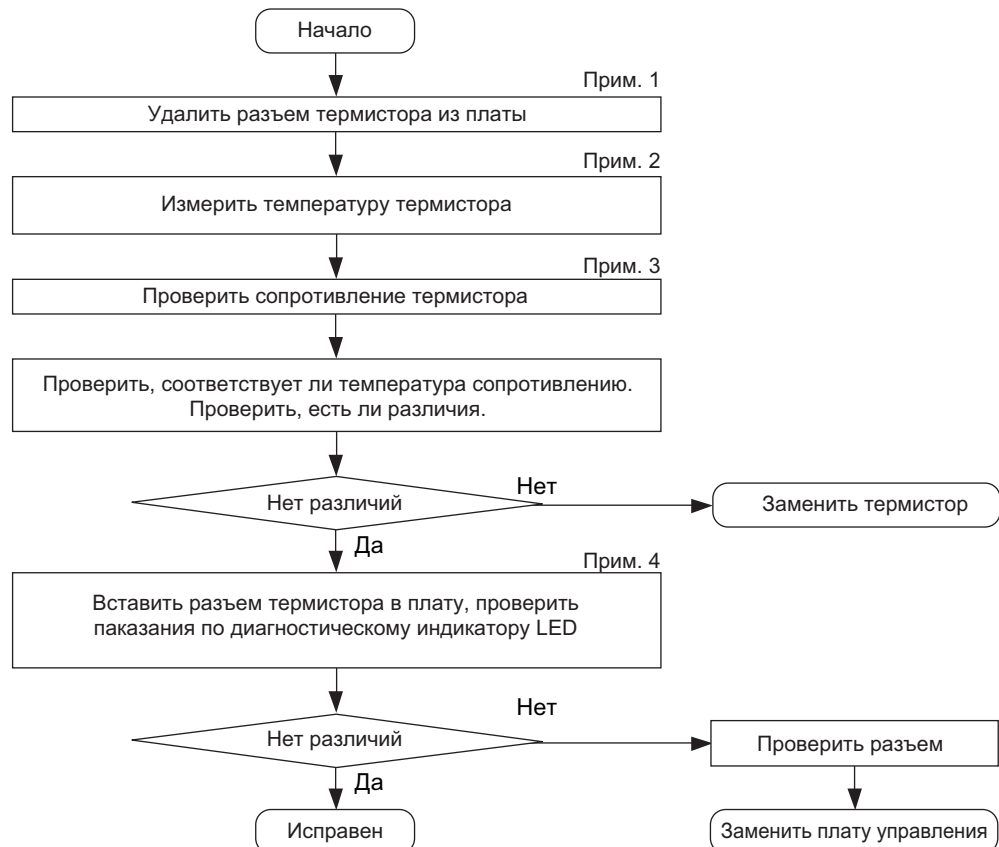 Начало
Прим. 1
Удалить разъем термистора из платы
Прим. 2
Измерить температуру термистора
Прим. 3
Проверить сопротивление термистора
Проверить, соответствует ли температура сопротивлению.
Проверить, есть ли различия.
Нет различий
Нет
Заменить термистор
Да
Прим. 4
Вставить разъем термистора в плату, проверить
паказания по диагностическому индикатору LED
Нет различий
Нет
Проверить разъем
Да
Исправен
Заменить плату управления